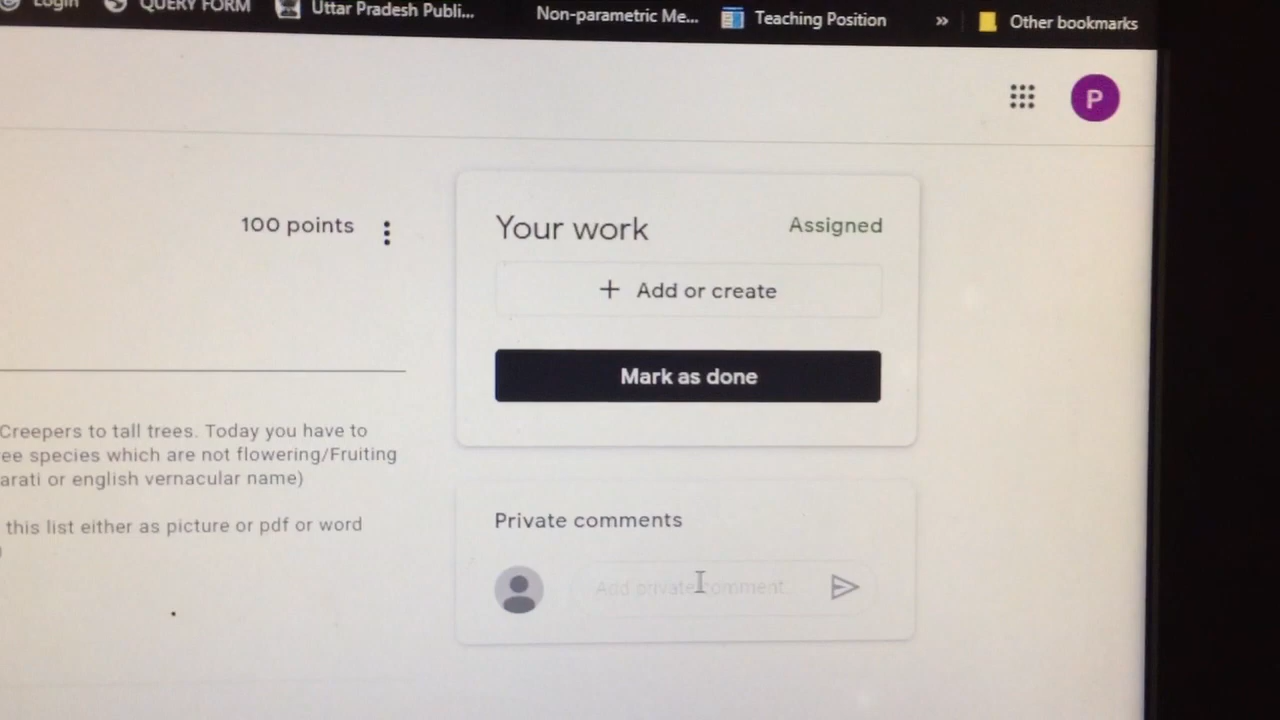 Login QUERY FORM Uttar Pradesh Publi... Non-parametric Me... Teaching Position » Other bookmarks
P
100 points
Your work Assigned
+ Add or create
Mark as done
Creepers to tall trees. Today you have to
ee species which are not flowering/Fruiting
arati or english vernacular name)
this list either as picture or pdf or word
)
Private comments
Add private comment...